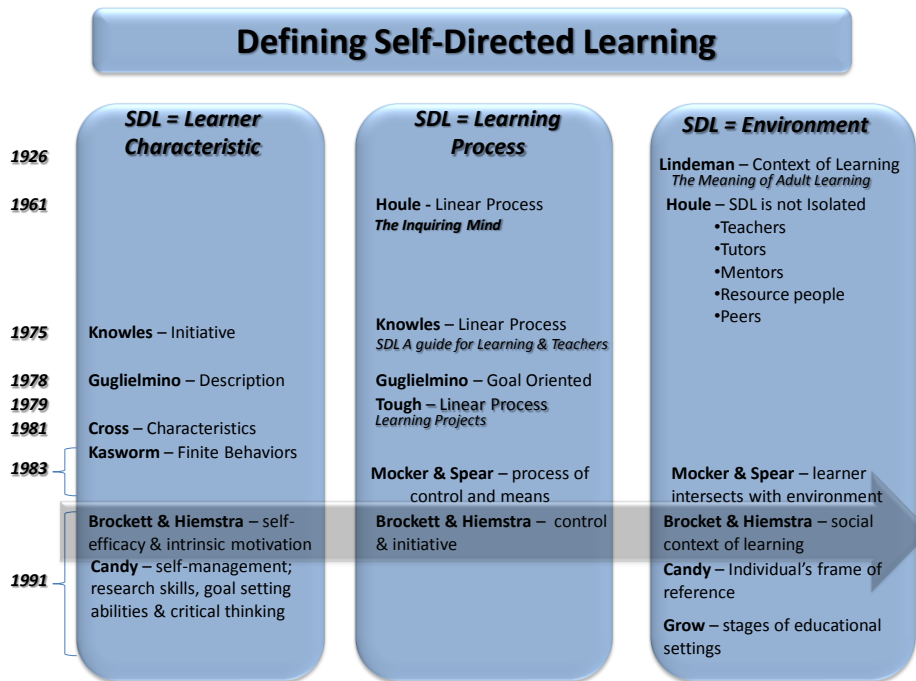 Defining Self-Directed Learning
1926
1961
1975
1978
1979
1981
1983
1991
SDL = Learner
Characteristic
Knowles – Initiative
Guglielmino – Description
Cross – Characteristics
Kasworm – Finite Behaviors
Brockett & Hiemstra – self-
efficacy & intrinsic motivation
Candy – self-management;
research skills, goal setting
abilities & critical thinking
SDL = Learning
Process
Houle - Linear Process
The Inquiring Mind
Knowles – Linear Process
SDL A guide for Learning & Teachers
Guglielmino – Goal Oriented
Tough – Linear Process
Learning Projects
Mocker & Spear – process of
control and means
Brockett & Hiemstra – control
& initiative
SDL = Environment
Lindeman – Context of Learning
The Meaning of Adult Learning
Houle – SDL is not Isolated
•Teachers
•Tutors
•Mentors
•Resource people
•Peers
Mocker & Spear – learner
intersects with environment
Brocket & Hiemstra – social
context of learning
Candy – Individual's frame of
reference
Grow – stages of educational
settings